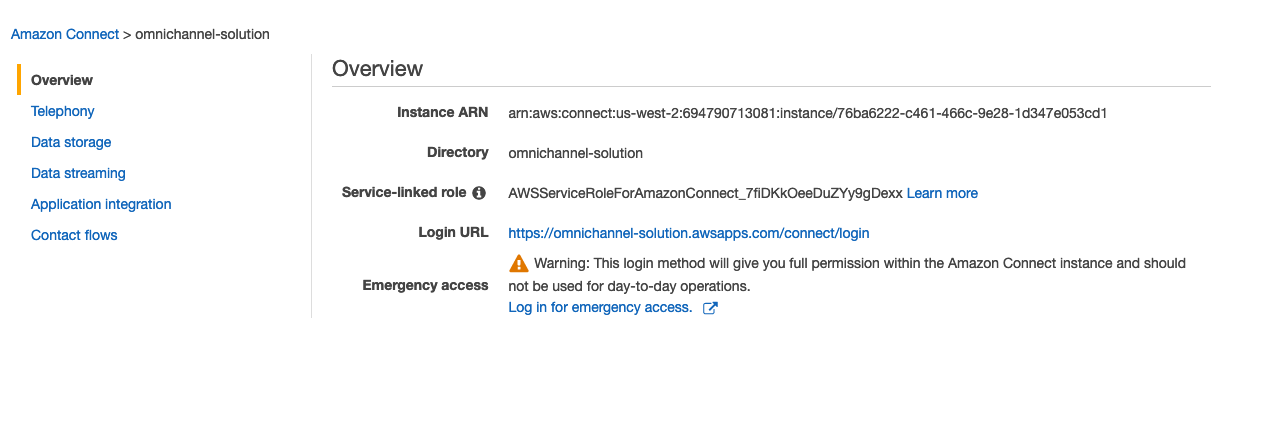 Amazon Connect > omnichannel-solution
Overview
Telephony
Data storage
Data streaming
Application integration
Contact flows
Overview
Instance ARN arn:aws:connect:us-west-2:694790713081:instance/76ba6222-c461-466c-9e28-1d347e053cd1
Directory omnichannel-solution
Service-linked role AWSServiceRoleForAmazonConnect_7fiDKkOeeDuZYy9gDexx Learn more
Login URL https://omnichannel-solution.awsapps.com/connect/login
Emergency access
Warning: This login method will give you full permission within the Amazon Connect instance and should
not be used for day-to-day operations.
Log in for emergency access.